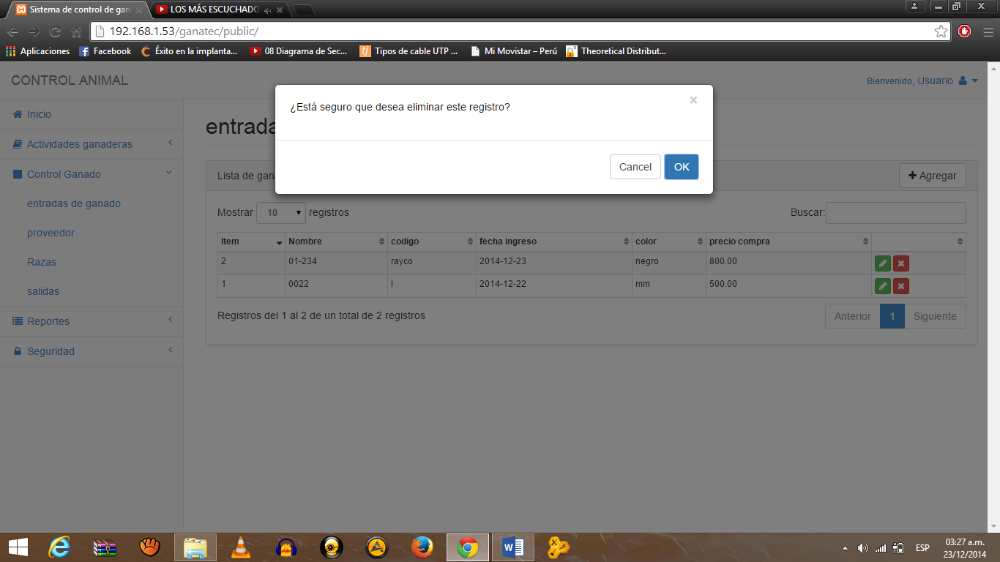 Sistema de control de gan
LOS MÁS ESCUCHADO
192.168.1.53/ganatec/public/
Aplicaciones
Facebook
Éxito en la implanta...
08 Diagrama de Sec...
Tipos de cable UTP ...
Mi Movistar – Perú
Theoretical Distribut...
CONTROL ANIMAL
Bienvenido, Usuario
¿Está seguro que desea eliminar este registro?
×
Cancel
OK
Inicio
Actividades ganaderas
Control Ganado
entradas de ganado
proveedor
Razas
salidas
Reportes
Seguridad
entrada
Lista de gan
Agregar
Mostrar 10 registros
Buscar:
Item Nombre codigo fecha ingreso color precio compra
2 01-234 rayco 2014-12-23 negro 800.00
1 0022 l 2014-12-22 mm 500.00
Registros del 1 al 2 de un total de 2 registros
Anterior 1 Siguiente
ESP
03:27 a.m.
23/12/2014